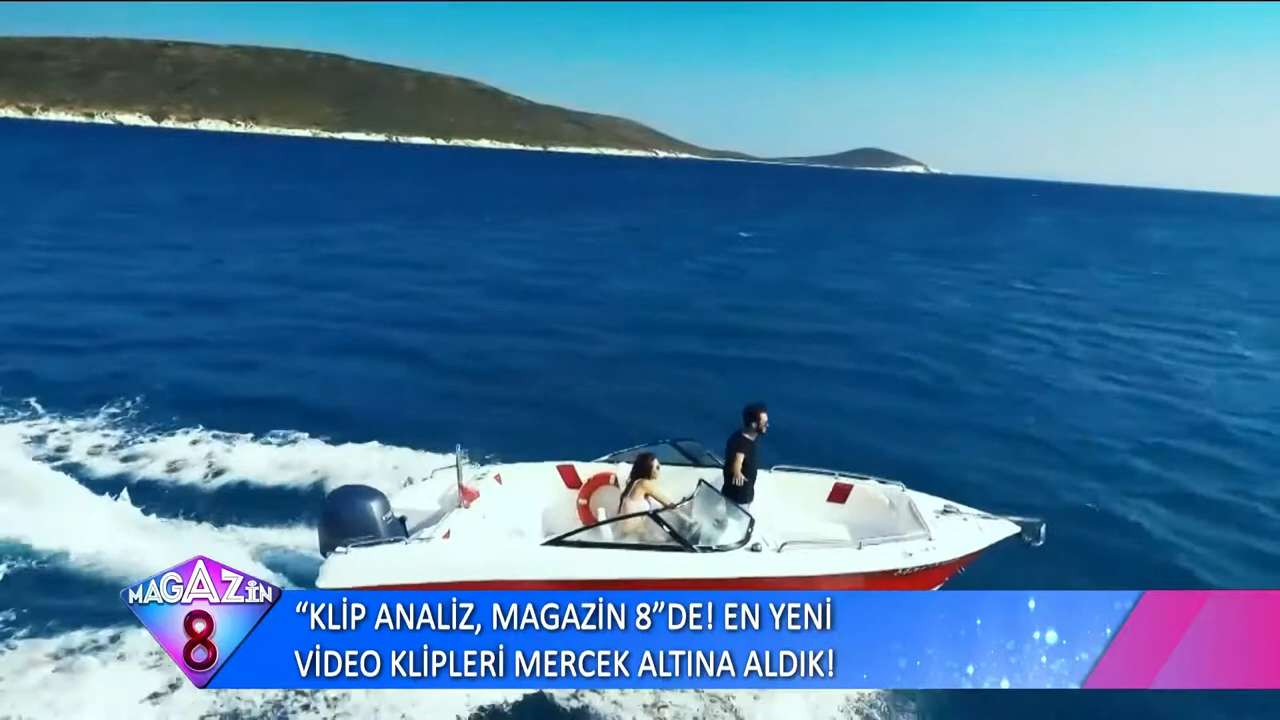 MAGAZİN
8
“KLİP ANALİZ, MAGAZİN 8”DE! EN YENİ
VİDEO KLİPLERİ MERCEK ALTINA ALDIK!